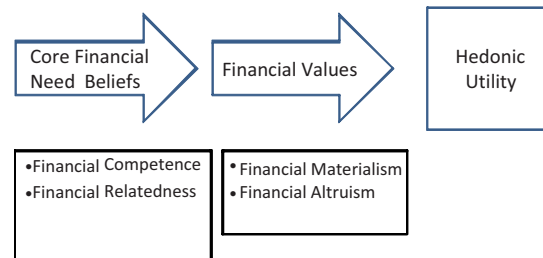 Core Financial
Need Beliefs
Financial Values
Hedonic
Utility
•Financial Competence
•Financial Relatedness
•Financial Materialism
•Financial Altruism